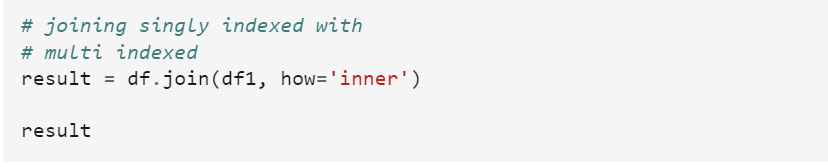 # joining singly indexed with
# multi indexed
result = df.join(df1, how='inner')
result